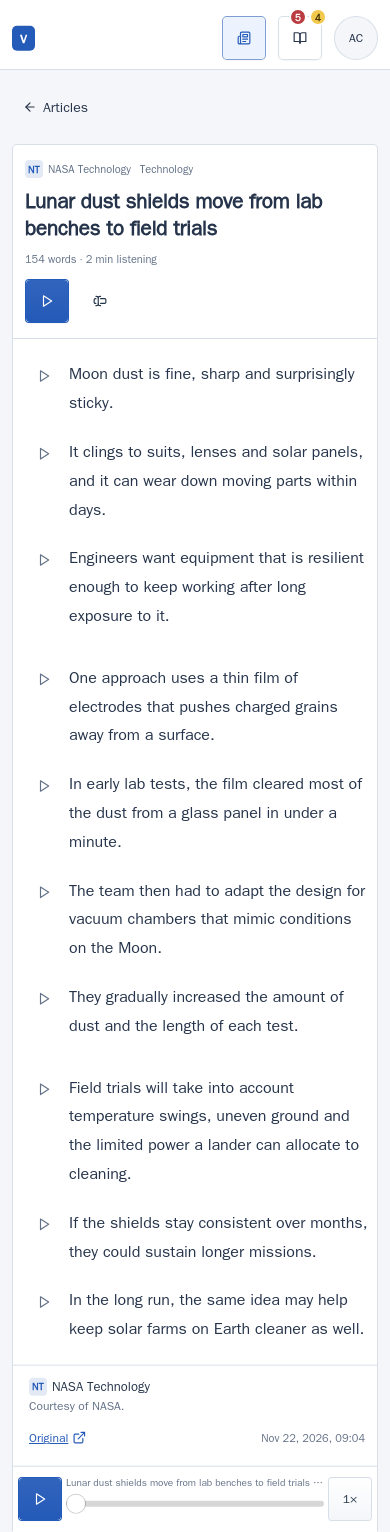 V
5
4
AC
Articles
NT NASA Technology Technology
Lunar dust shields move from lab
benches to field trials
154 words · 2 min listening
Moon dust is fine, sharp and surprisingly
sticky.
It clings to suits, lenses and solar panels,
and it can wear down moving parts within
days.
Engineers want equipment that is resilient
enough to keep working after long
exposure to it.
One approach uses a thin film of
electrodes that pushes charged grains
away from a surface.
In early lab tests, the film cleared most of
the dust from a glass panel in under a
minute.
The team then had to adapt the design for
vacuum chambers that mimic conditions
on the Moon.
They gradually increased the amount of
dust and the length of each test.
Field trials will take into account
temperature swings, uneven ground and
the limited power a lander can allocate to
cleaning.
If the shields stay consistent over months,
they could sustain longer missions.
In the long run, the same idea may help
keep solar farms on Earth cleaner as well.
NT NASA Technology
Courtesy of NASA.
Original
Nov 22, 2026, 09:04
Lunar dust shields move from lab benches to field trials ···
1×